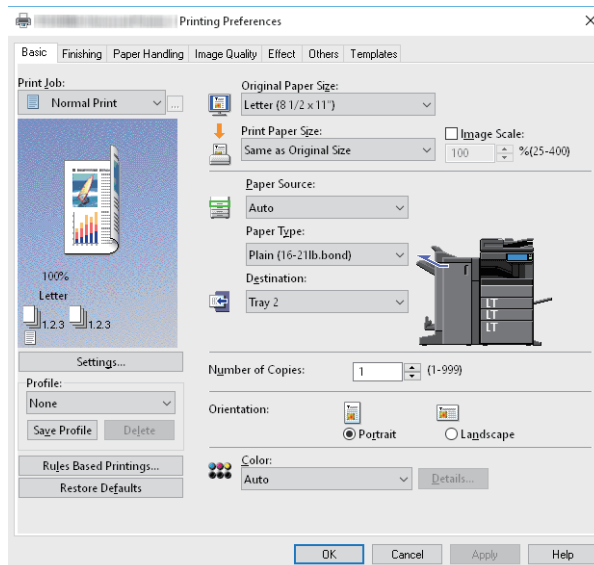 Printing Preferences
Basic Finishing Paper Handling Image Quality Effect Others Templates
Print Job:
Normal Print
...
100%
Letter
1.2.3 1.2.3
Settings...
Profile:
None
Save Profile Delete
Rules Based Printings...
Restore Defaults
Original Paper Size:
Letter (8 1/2 x 11")
Print Paper Size:
Same as Original Size
Image Scale:
100 %(25-400)
Paper Source:
Auto
Paper Type:
Plain (16-21lb.bond)
Destination:
Tray 2
LT
LT
LT
Number of Copies: 1 (1-999)
Orientation:
Portrait Landscape
Color:
Auto Details...
OK Cancel Apply Help